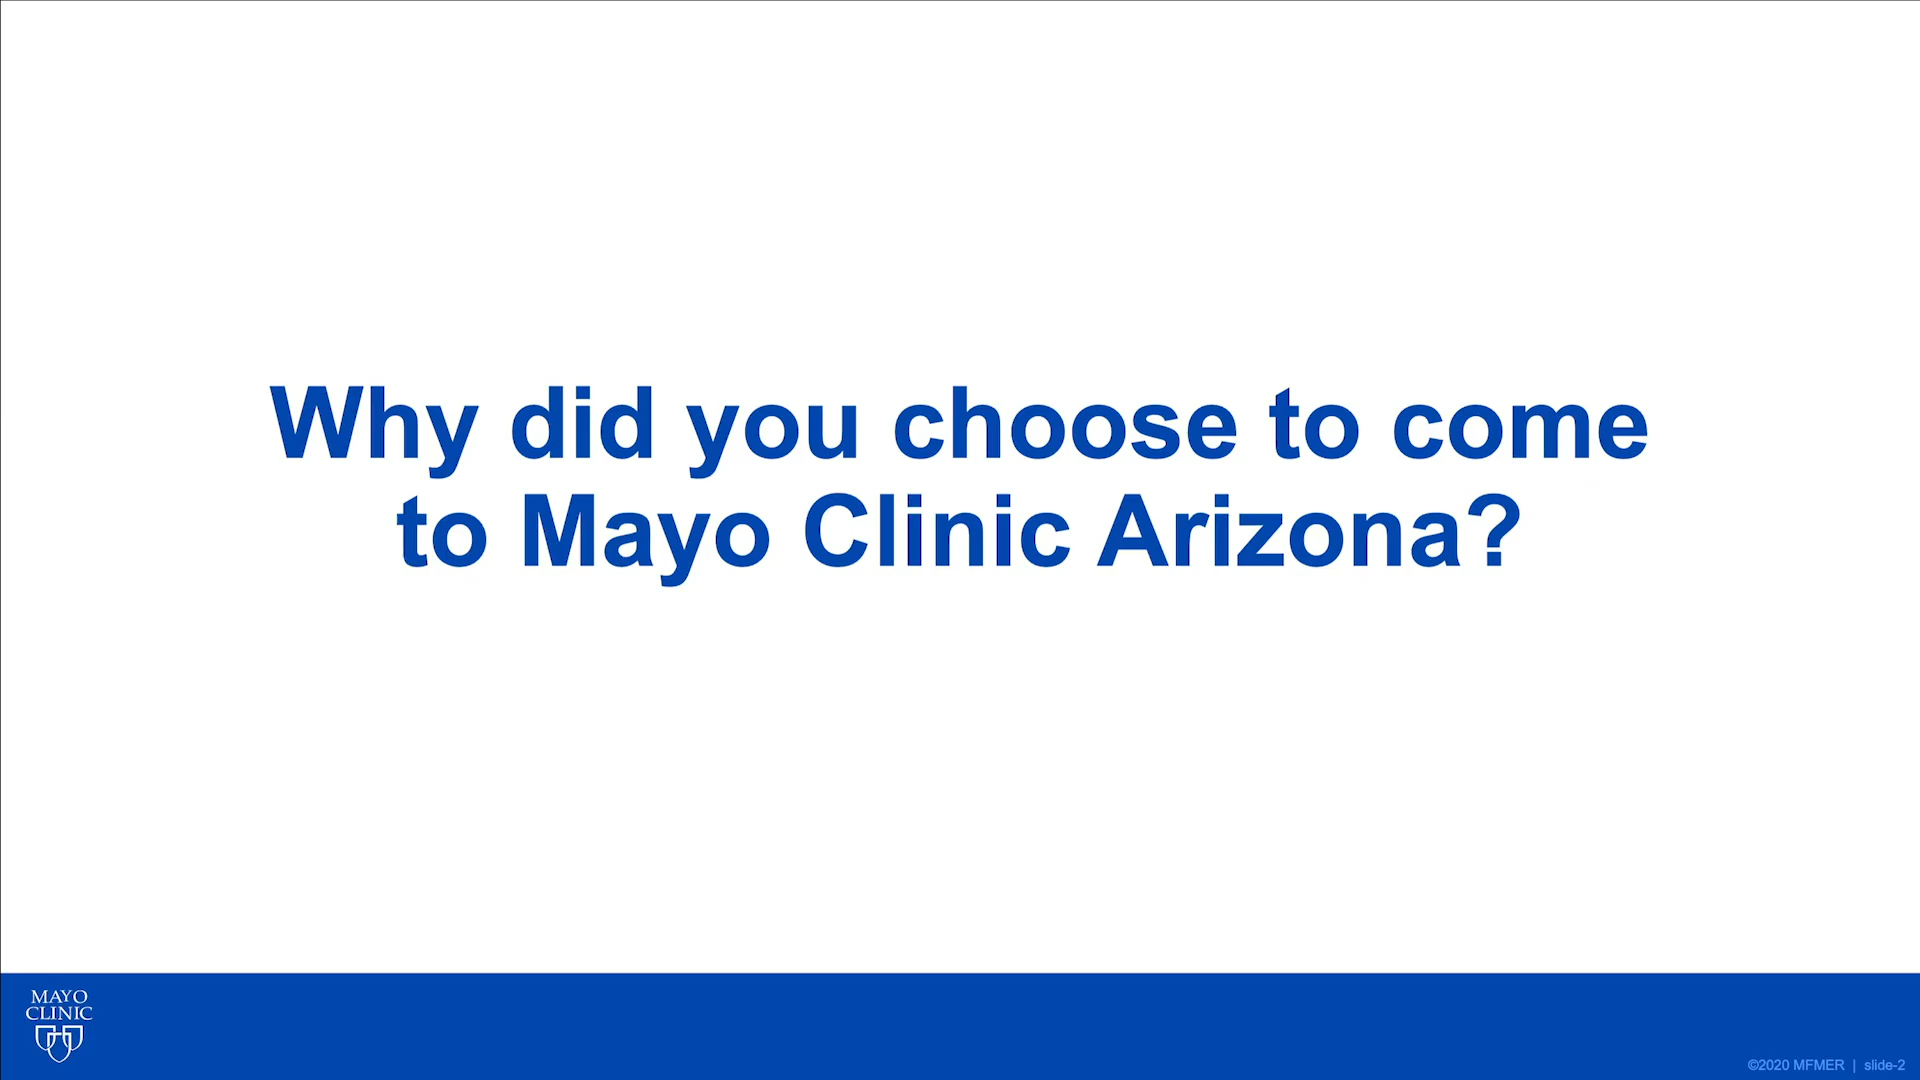 Why did you choose to come
to Mayo Clinic Arizona?
MAYO
CLINIC
©2020 MFMER | slide-2